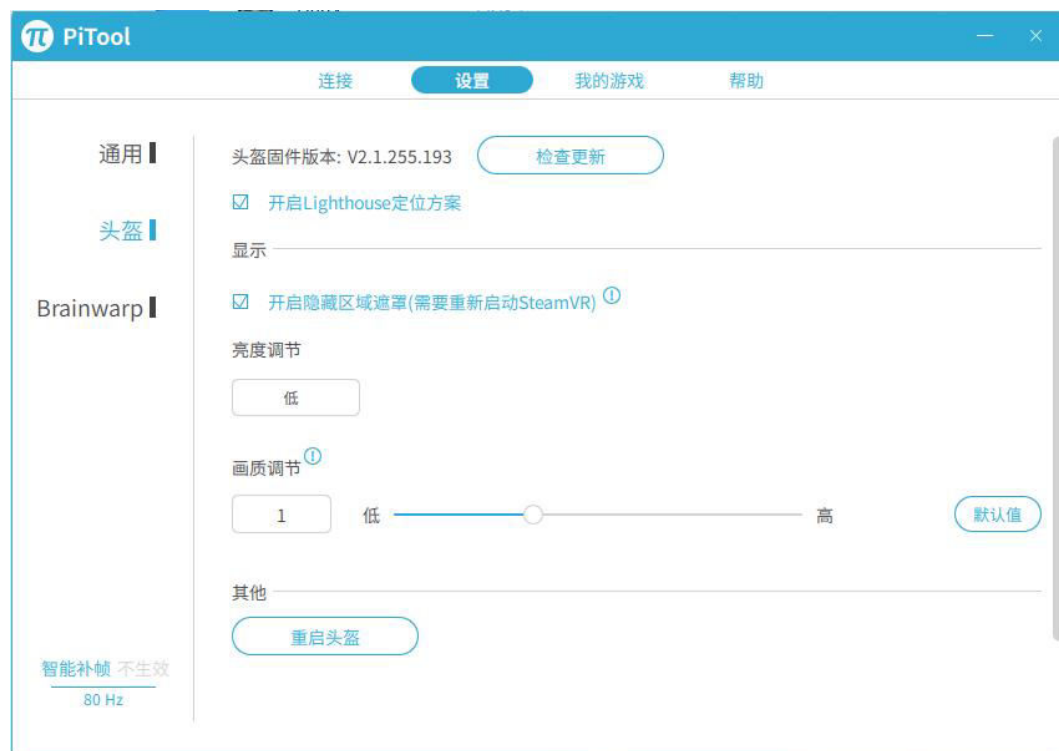 PiTool
连接 设置 我的游戏 帮助
通用
头盔
Brainwarp
智能补帧 不生效
80 Hz
头盔固件版本: V2.1.255.193 检查更新
开启Lighthouse定位方案
显示
开启隐藏区域遮罩(需要重新启动SteamVR)
亮度调节
低
画质调节
1 低 高 默认值
其他
重启头盔